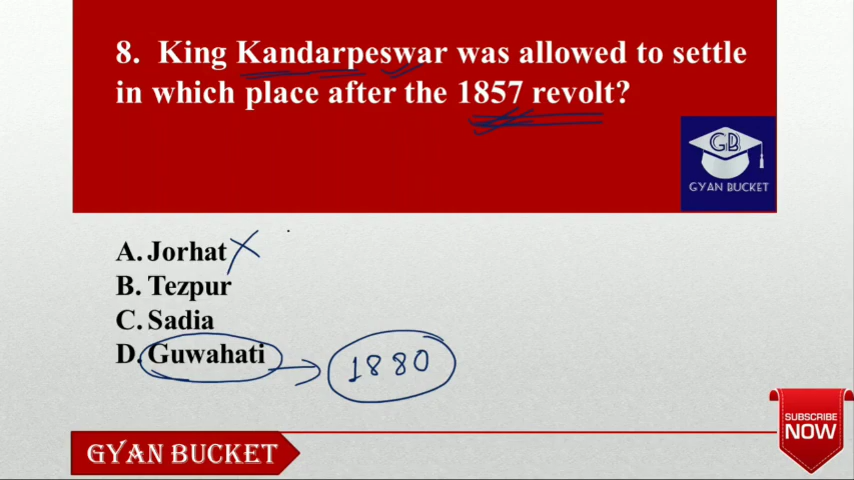 8. King Kandarpeswar was allowed to settle
in which place after the 1857 revolt?
GB
GYAN BUCKET
A. Jorhat
B. Tezpur
C. Sadia
D. Guwahati
1880
SUBSCRIBE
NOW
GYAN BUCKET